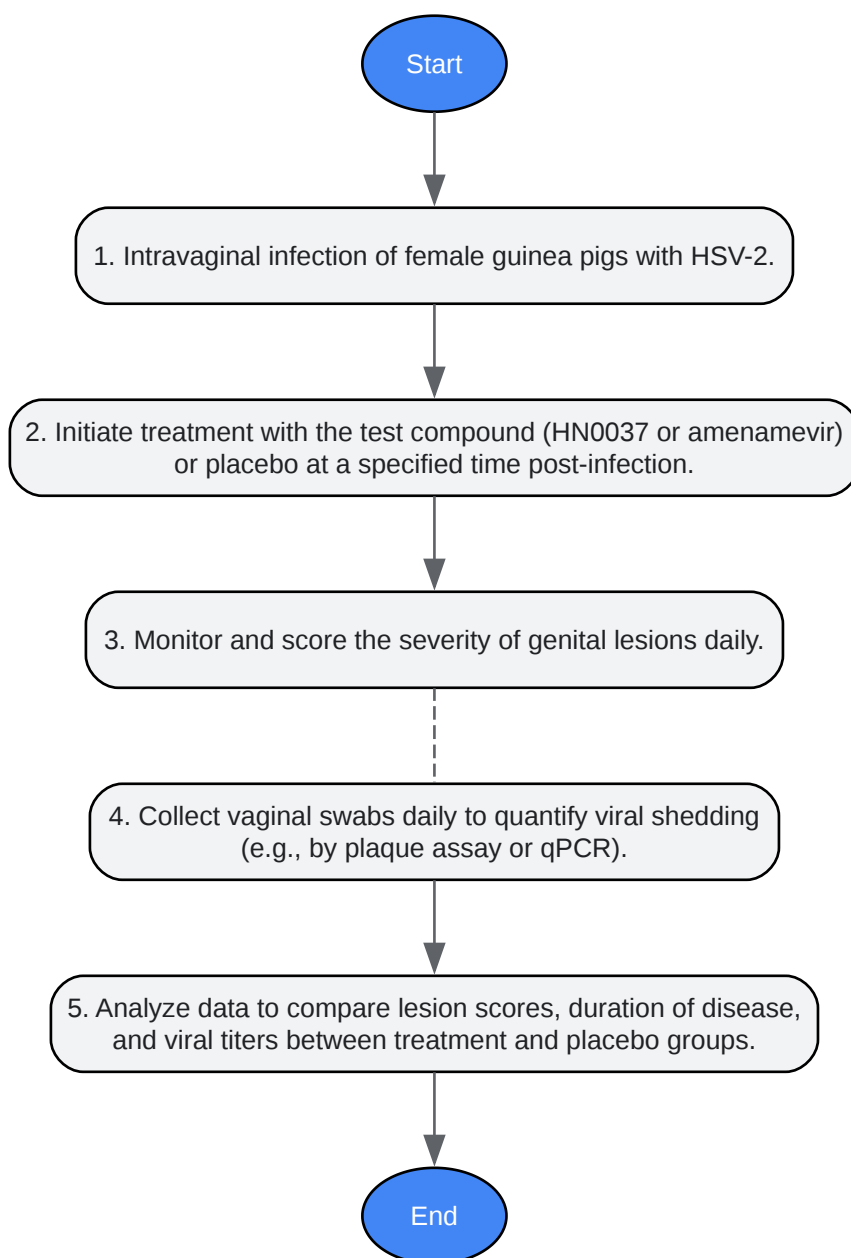 Start
1. Intravaginal infection of female guinea pigs with HSV-2.
2. Initiate treatment with the test compound (HN0037 or amenamevir)
or placebo at a specified time post-infection.
3. Monitor and score the severity of genital lesions daily.
4. Collect vaginal swabs daily to quantify viral shedding
(e.g., by plaque assay or qPCR).
5. Analyze data to compare lesion scores, duration of disease,
and viral titers between treatment and placebo groups.
End